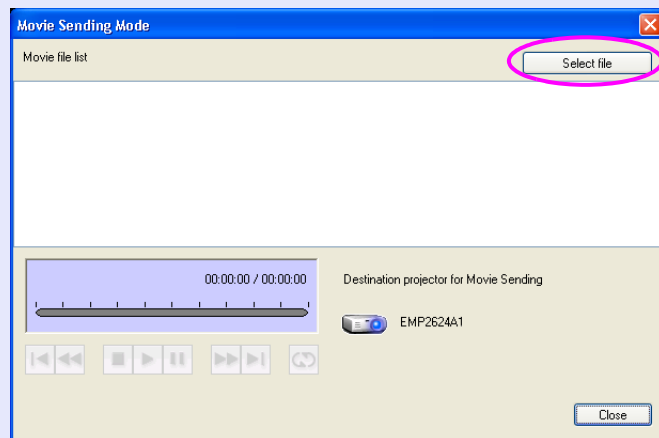 Movie Sending Mode
Movie file list
Select file
00:00:00 / 00:00:00
Destination projector for Movie Sending
EMP2624A1
Close